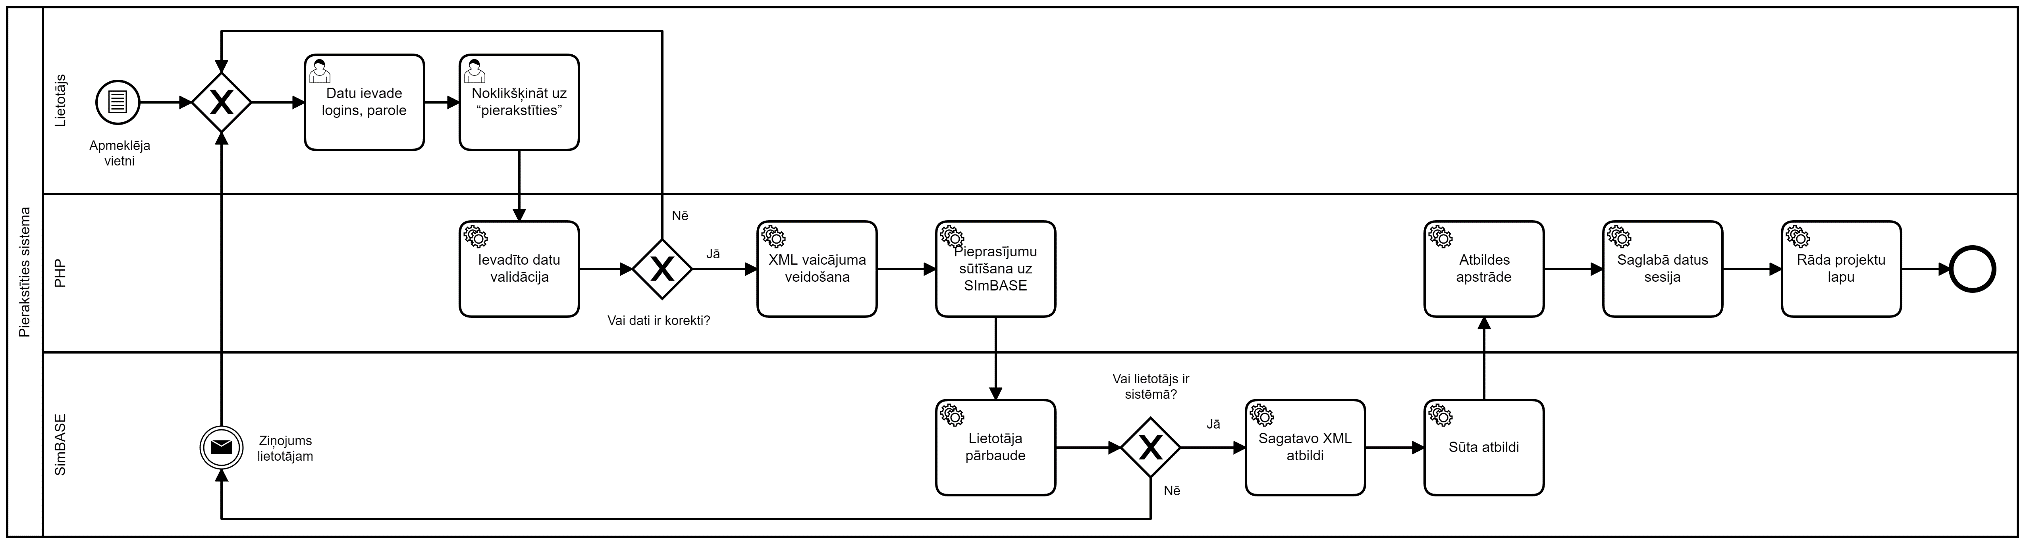 Pierakstīties sistema
Lietotājs
Apmeklēja
vietni
Datu ievade
logins, parole
Noklikšķināt uz
“pierakstīties”
PHP
Ievadīto datu
validācija
Nē
Jā
Vai dati ir korekti?
XML vaicājuma
veidošana
Pieprasījumu
sūtīšana uz
SImBASE
Atbildes
apstrāde
Saglabā datus
sesija
Rāda projektu
lapu
SimBASE
Ziņojums
lietotājam
Lietotāja
pārbaude
Vai lietotājs ir
sistēmā?
Jā
Nē
Sagatavo XML
atbildi
Sūta atbildi